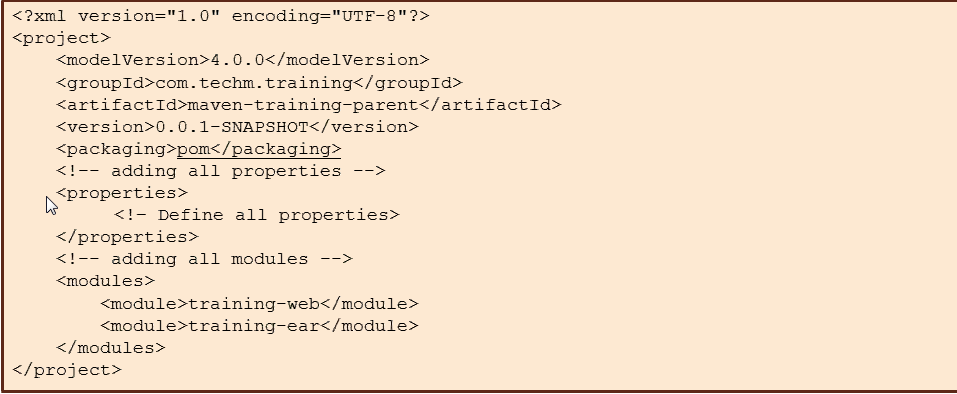 <?xml version="1.0" encoding="UTF-8"?>
<project>
    <modelVersion>4.0.0</modelVersion>
    <groupId>com.techm.training</groupId>
    <artifactId>maven-training-parent</artifactId>
    <version>0.0.1-SNAPSHOT</version>
    <packaging>pom</packaging>
    <!-- adding all properties -->
    <properties>
         <!– Define all properties>
    </properties>
    <!-- adding all modules -->
    <modules>
        <module>training-web</module>
        <module>training-ear</module>
    </modules>
</project>